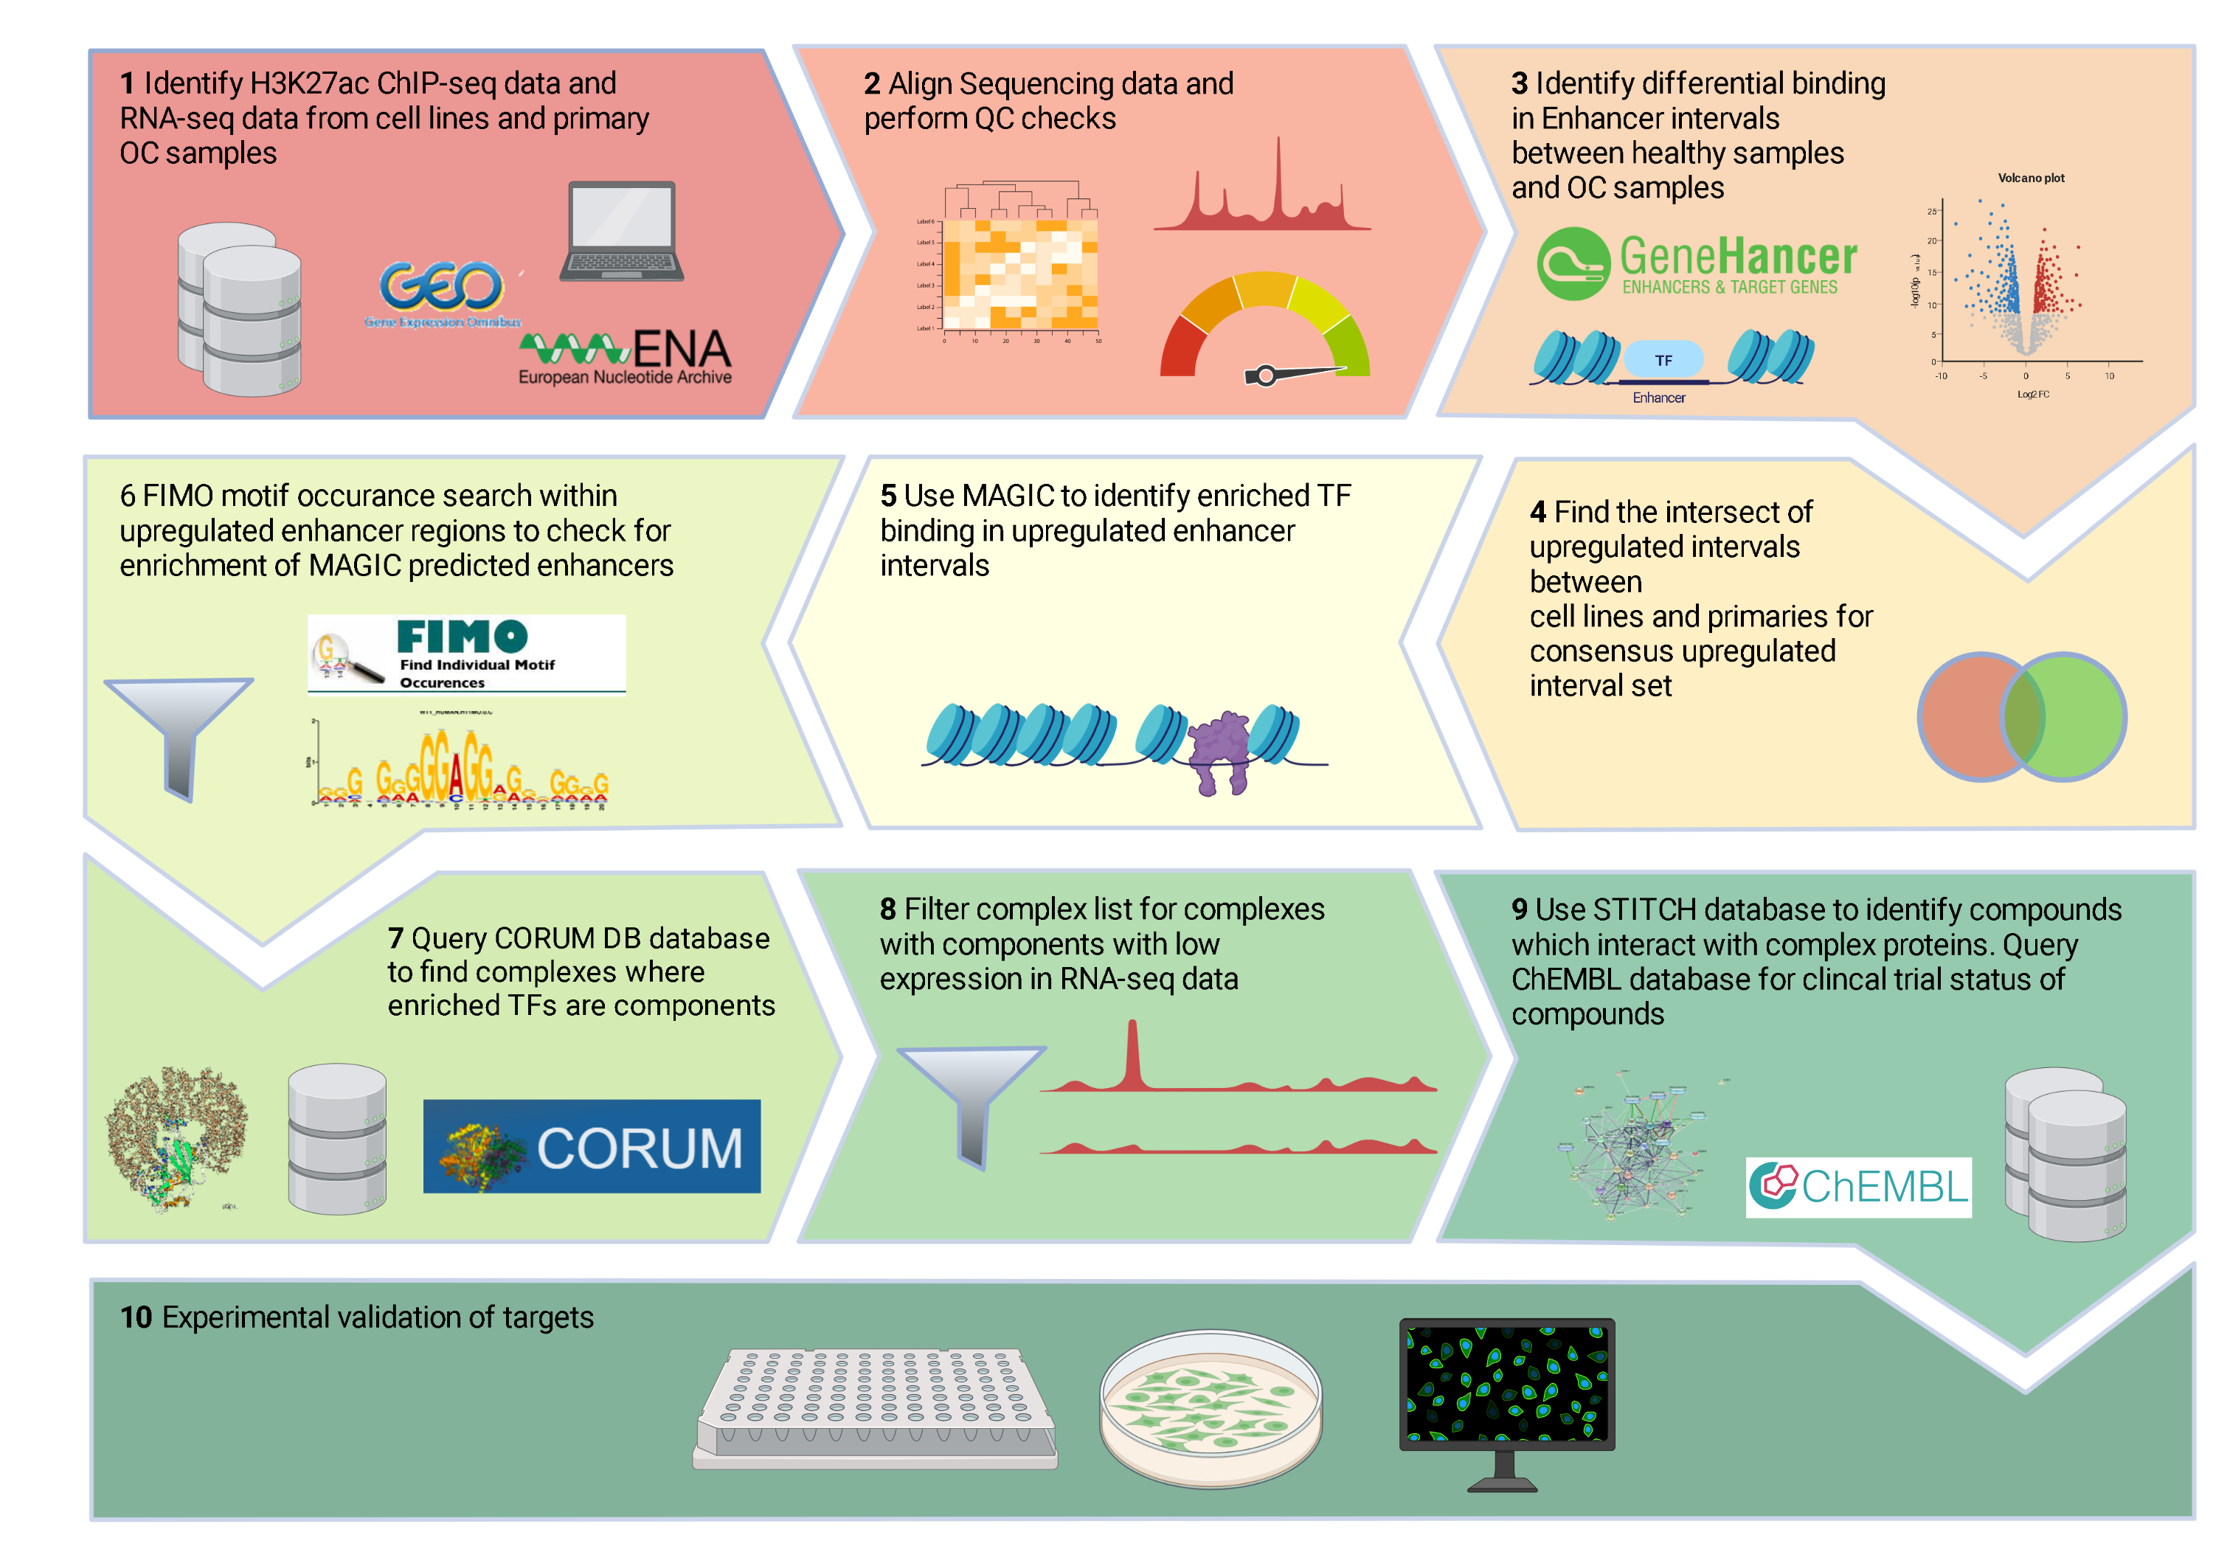 1 Identify H3K27ac ChIP-seq data and
RNA-seq data from cell lines and primary
OC samples
GEO
Gene Expression Omnibus
ENA
European Nucleotide Archive
2 Align Sequencing data and
perform QC checks
Label 6
Label 5
Label 4
Label 3
Label 2
Label 1
0 10 20 30 40 50
3 Identify differential binding
in Enhancer intervals
between healthy samples
and OC samples
GeneHancer
ENHANCERS & TARGET GENES
TF
Enhancer
Volcano plot
25
20
15
10
5
0
-10 -5 0 5 10
Log2 FC
4 Find the intersect of
upregulated intervals
between
cell lines and primaries for
consensus upregulated
interval set
5 Use MAGIC to identify enriched TF
binding in upregulated enhancer
intervals
6 FIMO motif occurance search within
upregulated enhancer regions to check for
enrichment of MAGIC predicted enhancers
FIMO
Find Individual Motif
Occurences
7 Query CORUM DB database
to find complexes where
enriched TFs are components
CORUM
8 Filter complex list for complexes
with components with low
expression in RNA-seq data
9 Use STITCH database to identify compounds
which interact with complex proteins. Query
ChEMBL database for clincal trial status of
compounds
ChEMBL
10 Experimental validation of targets